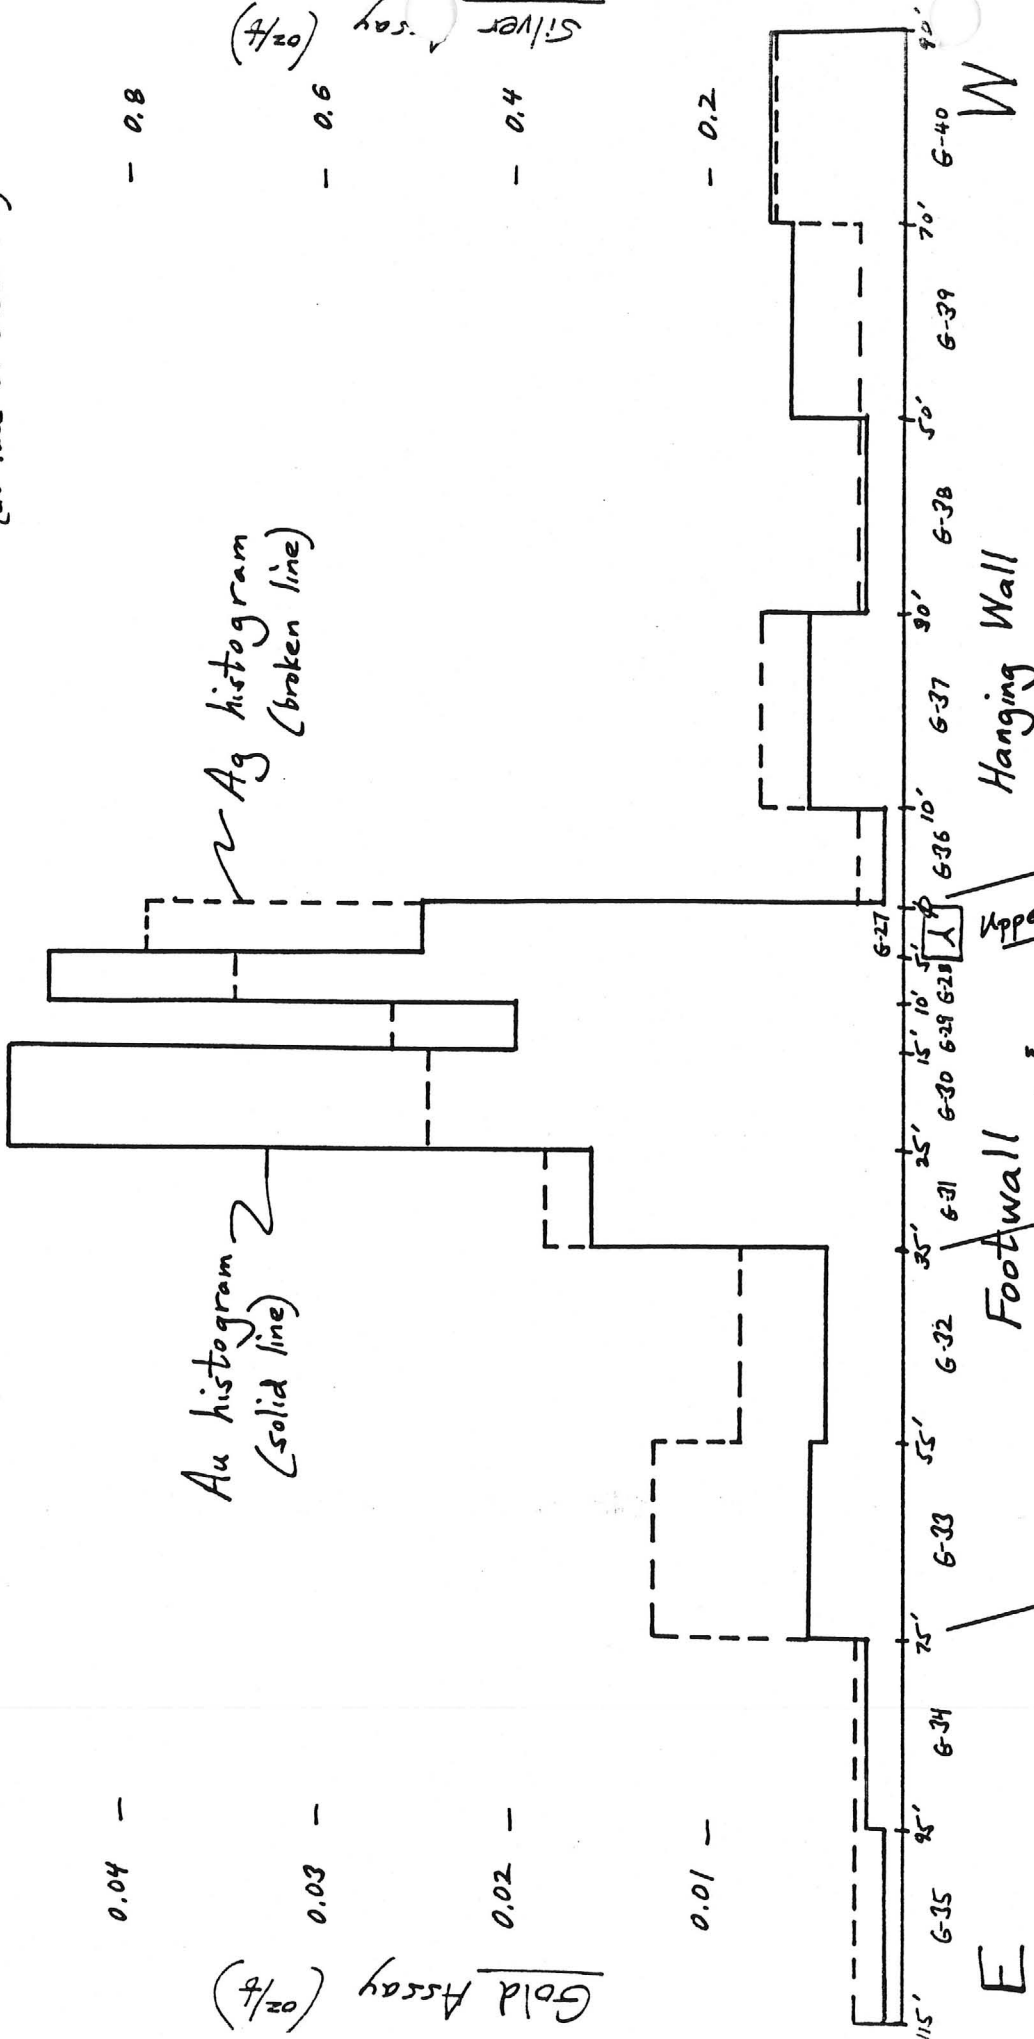 Gold Assay (oz/t)
0.04
0.03
0.02
0.01
Au histogram
(solid line)
Ag histogram
(broken line)
Silver Assay (oz/t)
0.8
0.6
0.4
0.2
115' 95' 75' 55' 35' 25' 15' 10' 5' 0 10' 30' 50' 70' 90'
G-35 G-34 G-33 G-32 G-31 G-30 G-29 G-28 G-27 G-36 G-37 G-38 G-39 G-40
E Footwall Hanging Wall W